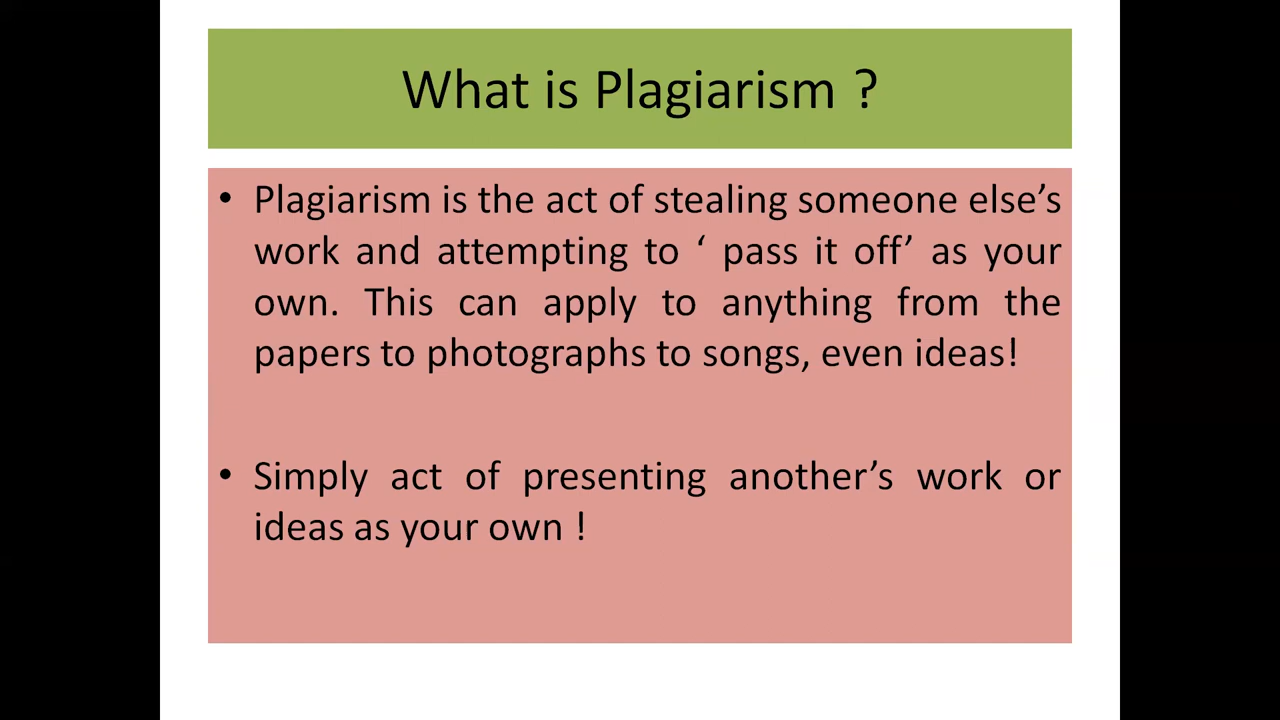 What is Plagiarism ?
• Plagiarism is the act of stealing someone else’s
work and attempting to ‘ pass it off’ as your
own. This can apply to anything from the
papers to photographs to songs, even ideas!
• Simply act of presenting another’s work or
ideas as your own !